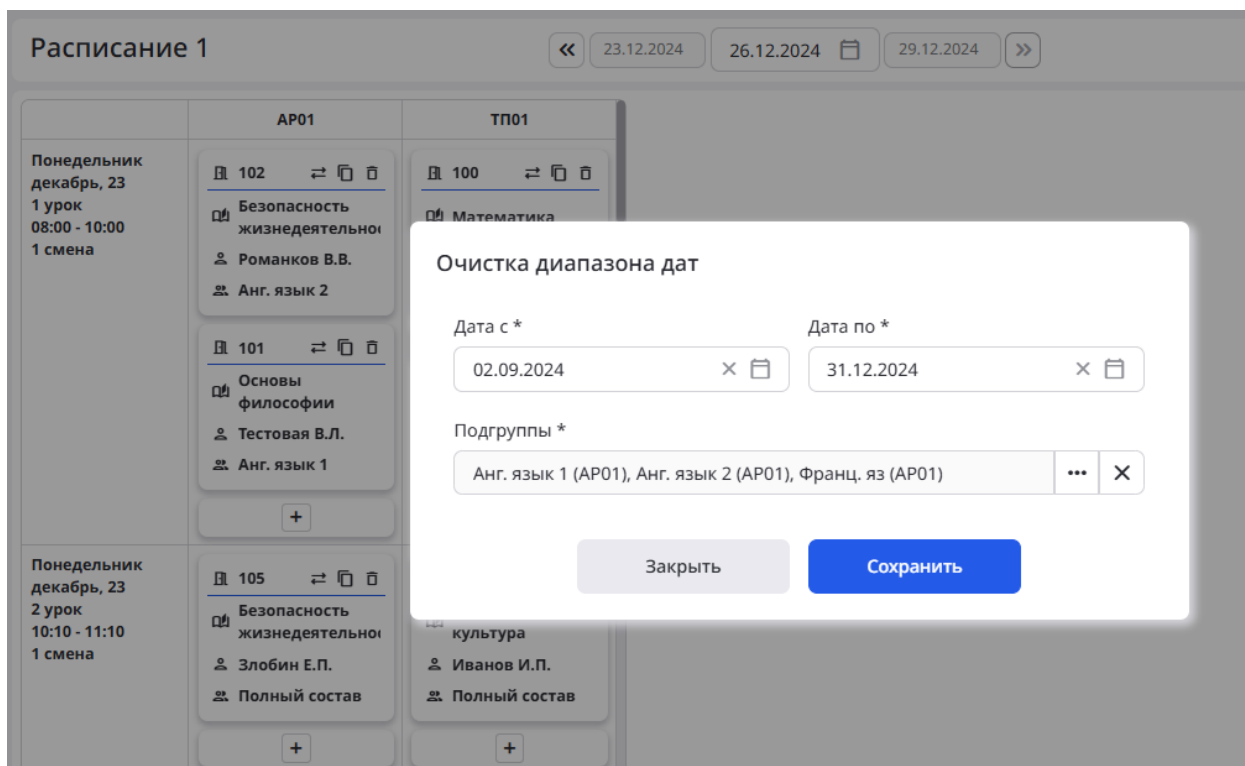 Расписание 1
23.12.2024
26.12.2024
29.12.2024
АР01
ТП01
Понедельник
декабрь, 23
1 урок
08:00 - 10:00
1 смена
102
Безопасность
жизнедеятельно
Романков В.В.
Анг. язык 2
100
Математика
101
Основы
философии
Тестовая В.Л.
Анг. язык 1
+
Очистка диапазона дат
Дата с *
Дата по *
02.09.2024
31.12.2024
Подгруппы *
Анг. язык 1 (АР01), Анг. язык 2 (АР01), Франц. яз (АР01)
Закрыть
Сохранить
Понедельник
декабрь, 23
2 урок
10:10 - 11:10
1 смена
105
Безопасность
жизнедеятельно
Злобин Е.П.
Полный состав
+
культура
Иванов И.П.
Полный состав
+